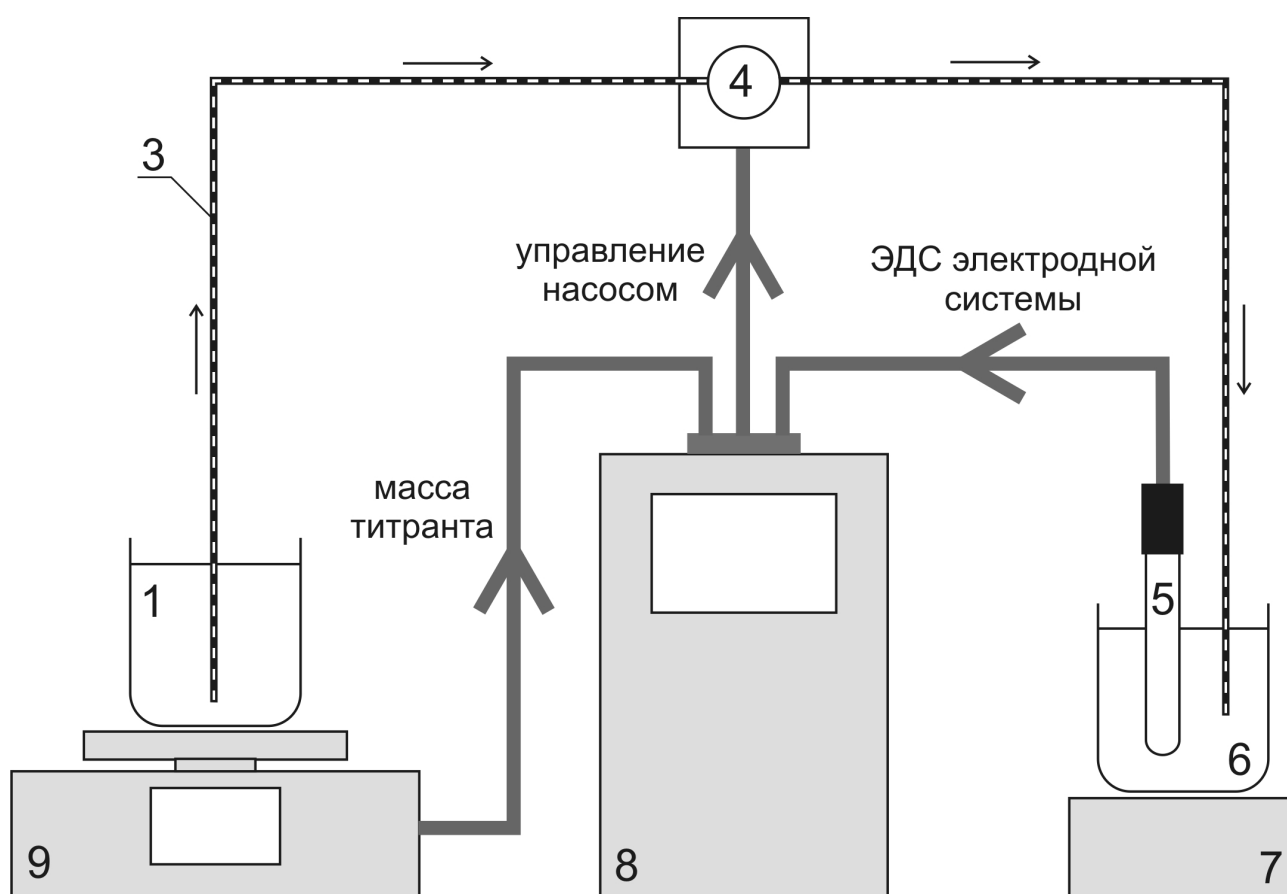 4
3
управление
насосом
ЭДС электродной
системы
масса
титранта
1
5
6
9
8
7